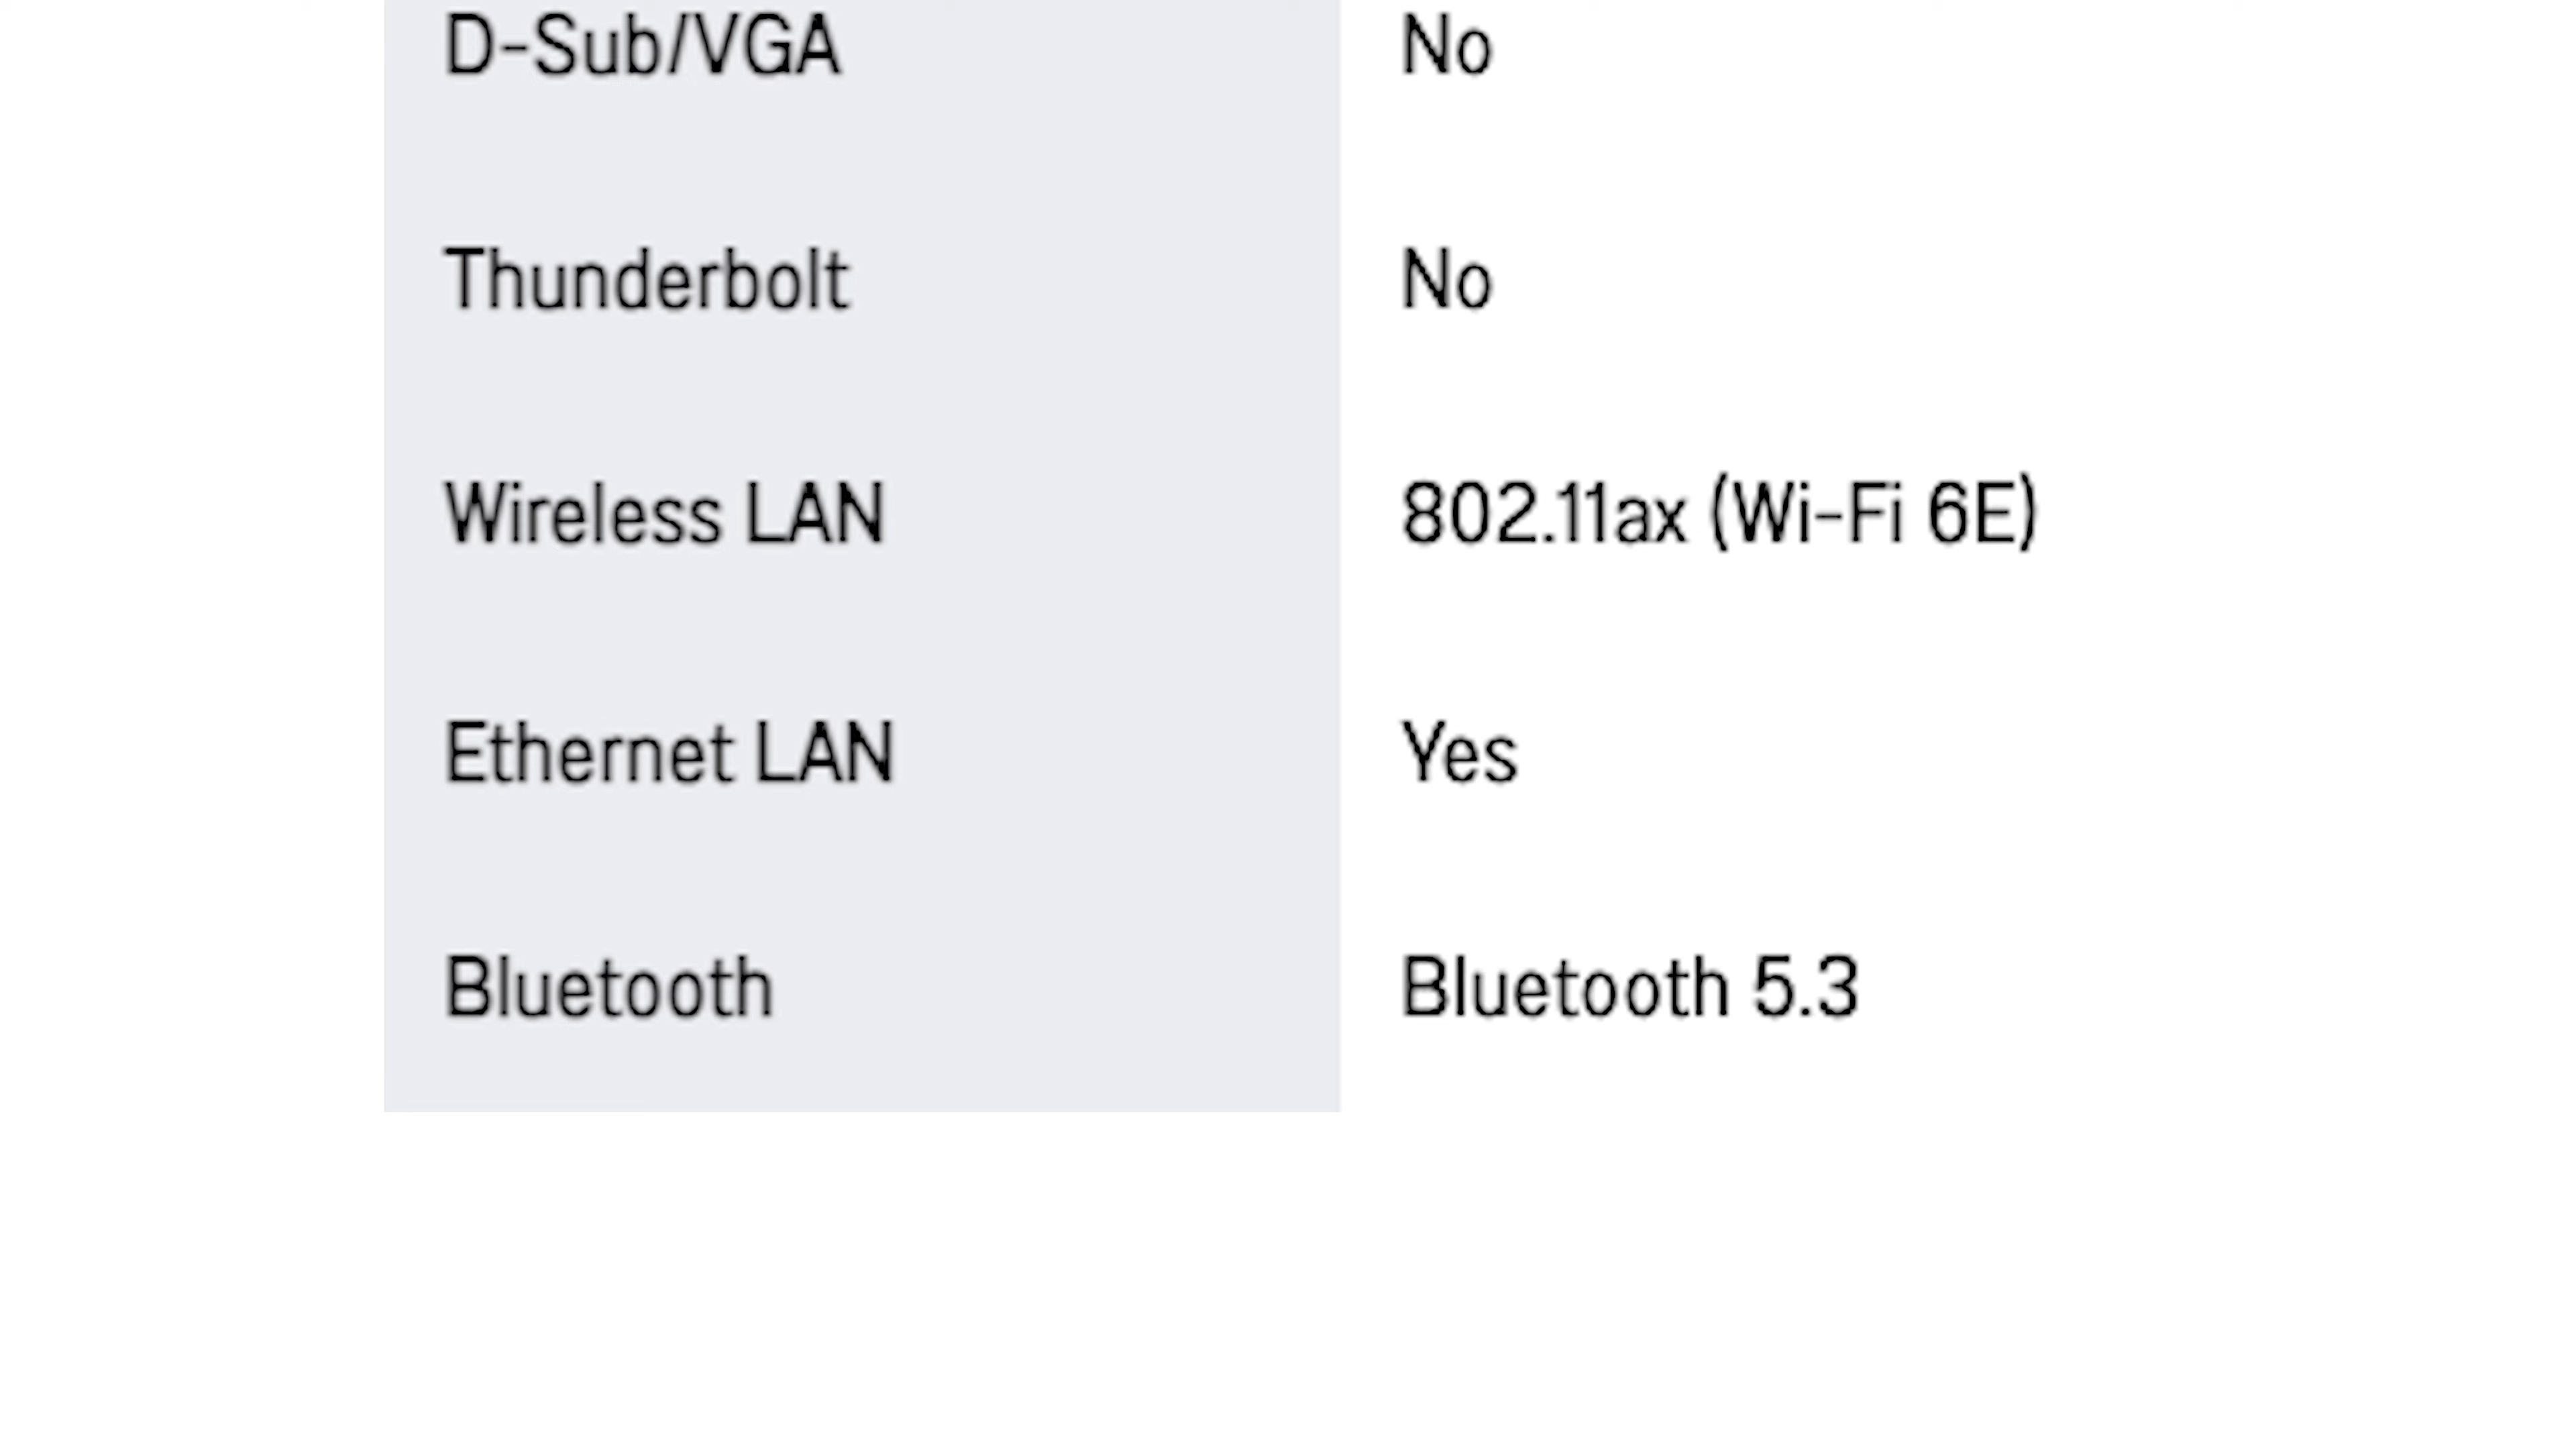 D-Sub/VGA No
Thunderbolt No
Wireless LAN 802.11ax (Wi-Fi 6E)
Ethernet LAN Yes
Bluetooth Bluetooth 5.3